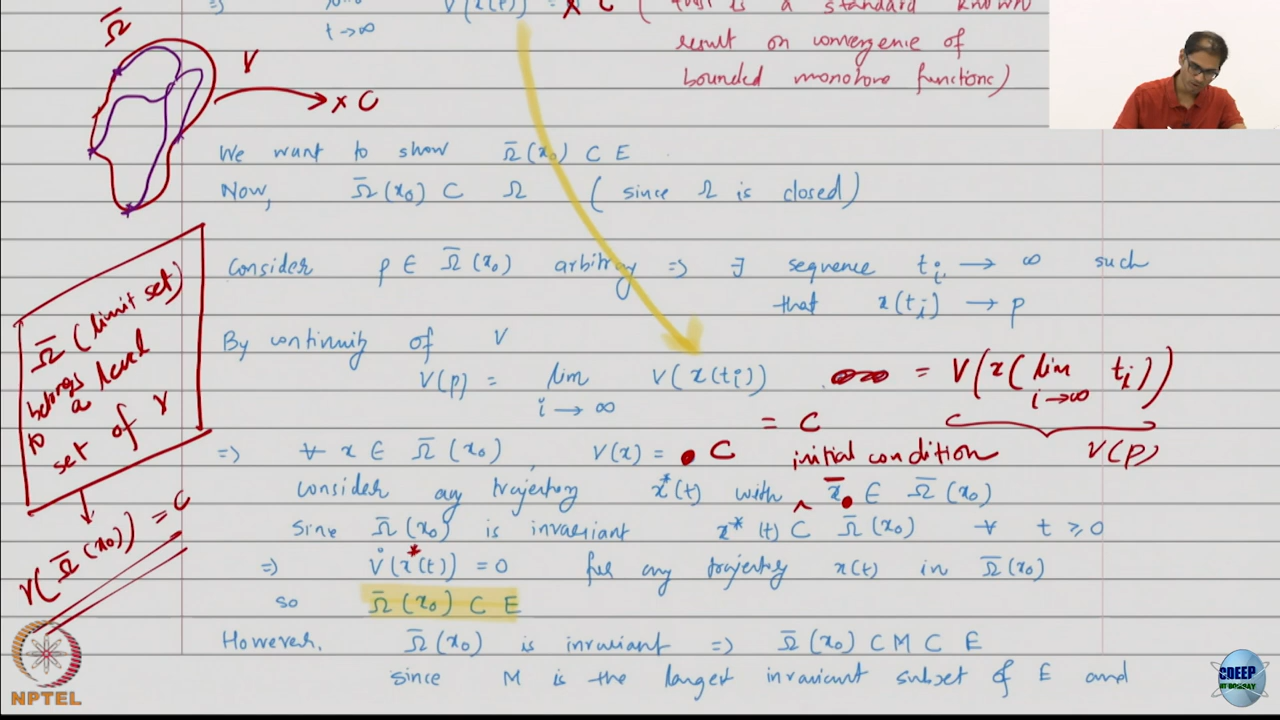 => t → ∞ V(x(t)) = C ( this is a standard known
result on convergence of
bounded monotone functions)
Ω̄
V
x C
We want to show Ω̄(x₀) ⊂ E
Now, Ω̄(x₀) ⊂ Ω ( since Ω is closed)
Consider p ∈ Ω̄(x₀) arbitray => ∃ sequence tᵢ → ∞ such
that x(tᵢ) → p
By continuity of V
V(p) = lim V(x(tᵢ)) = V(x(lim tᵢ))
i → ∞ i→∞
= C V(p)
=> ∀ x ∈ Ω̄(x₀), V(x) = C initial condition
consider any trajectory x*(t) with ^ x̄ ∈ Ω̄(x₀)
Since Ω̄(x₀) is invariant x*(t) ⊂ Ω̄(x₀) ∀ t ≥ 0
=> V̇(x*(t)) = 0 for any trajectory x(t) in Ω̄(x₀)
so Ω̄(x₀) ⊂ E
However, Ω̄(x₀) is invariant => Ω̄(x₀) ⊂ M ⊂ E
since M is the largest invariant subset of E and
Ω̄ (limit set)
belongs
to a level
set of V
V(Ω̄(x₀)) = C
NPTEL
CDEEP
IIT BOMBAY